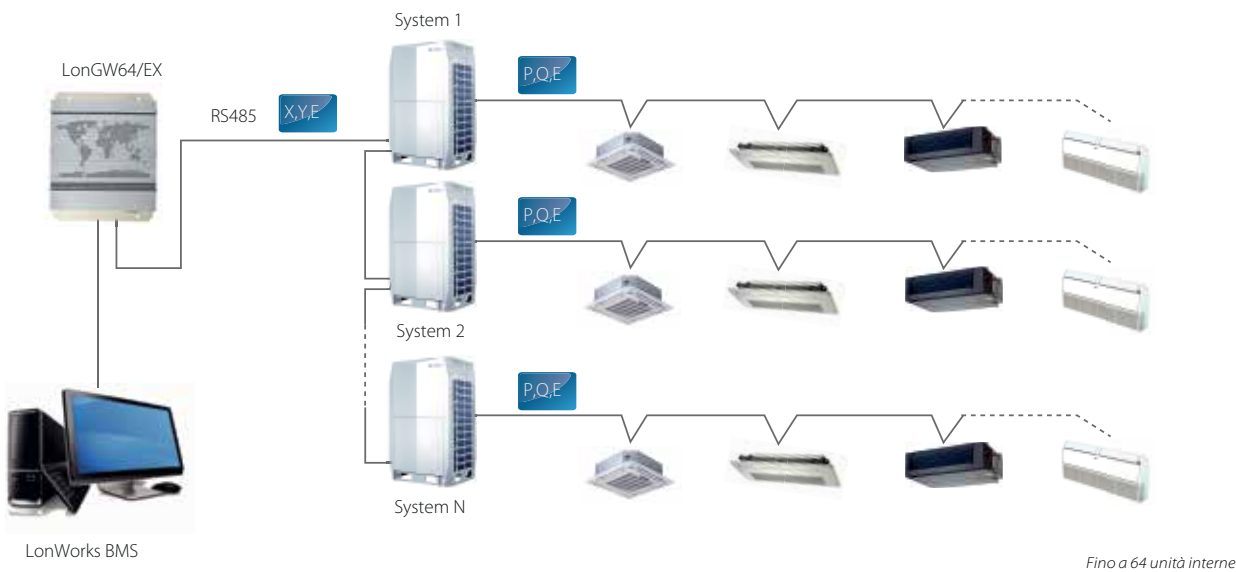 System 1
LonGW64/EX
P,Q,E
RS485
X,Y,E
P,Q,E
System 2
P,Q,E
System N
LonWorks BMS
Fino a 64 unità interne